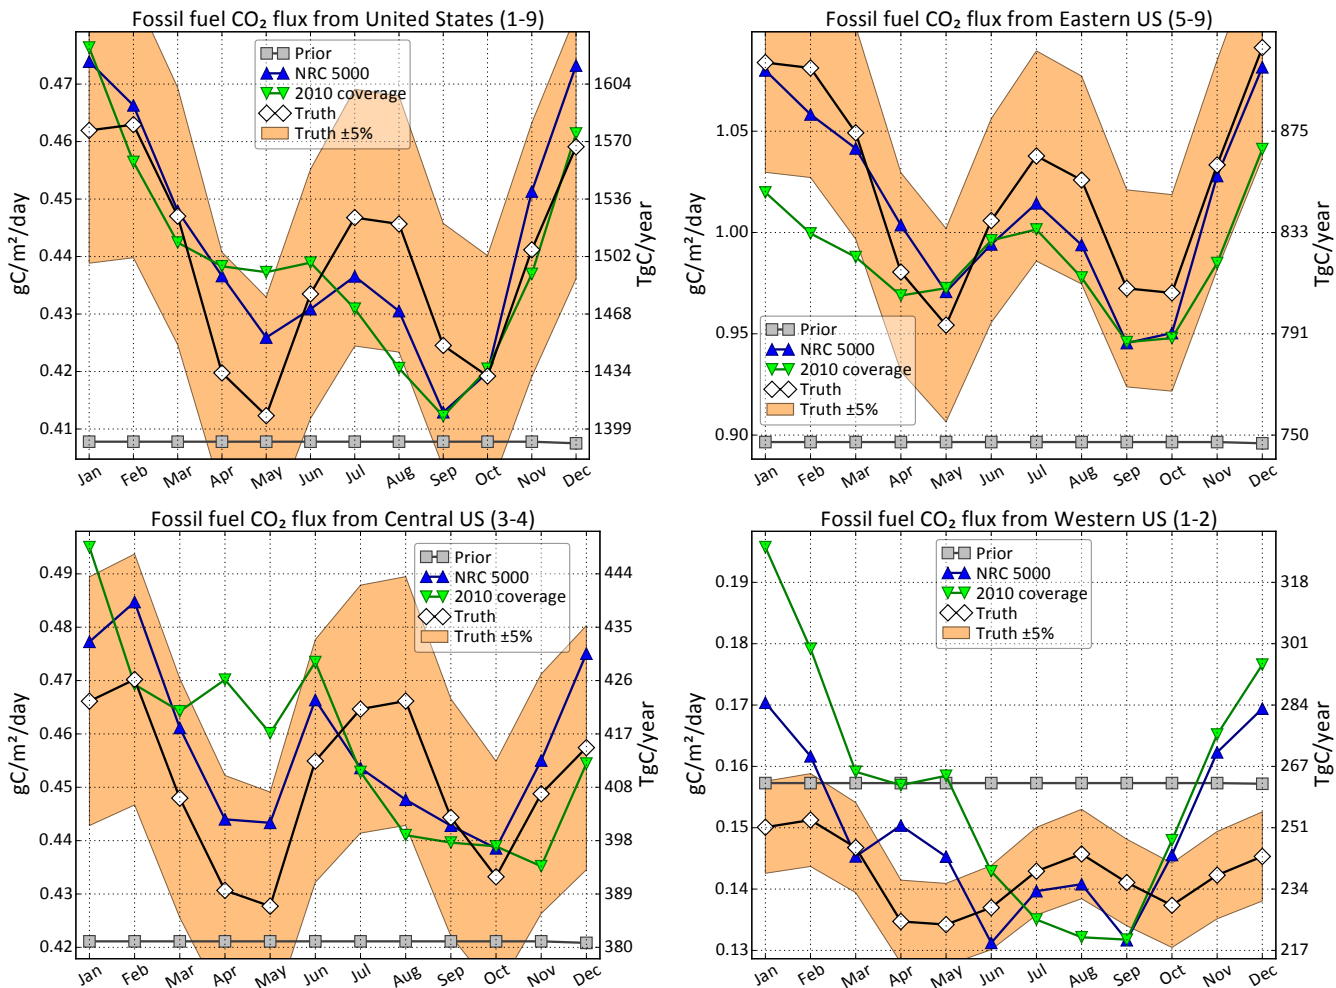 Fossil fuel CO₂ flux from United States (1-9)
gC/m²/day
0.47
0.46
0.45
0.44
0.43
0.42
0.41
Prior
NRC 5000
2010 coverage
Truth
Truth ±5%
1604
1570
1536
1502
1468
1434
1399
TgC/year
Jan Feb Mar Apr May Jun Jul Aug Sep Oct Nov Dec
Fossil fuel CO₂ flux from Eastern US (5-9)
gC/m²/day
1.05
1.00
0.95
0.90
Prior
NRC 5000
2010 coverage
Truth
Truth ±5%
875
833
791
750
TgC/year
Jan Feb Mar Apr May Jun Jul Aug Sep Oct Nov Dec
Fossil fuel CO₂ flux from Central US (3-4)
gC/m²/day
0.49
0.48
0.47
0.46
0.45
0.44
0.43
0.42
Prior
NRC 5000
2010 coverage
Truth
Truth ±5%
444
435
426
417
408
398
389
380
TgC/year
Jan Feb Mar Apr May Jun Jul Aug Sep Oct Nov Dec
Fossil fuel CO₂ flux from Western US (1-2)
gC/m²/day
0.19
0.18
0.17
0.16
0.15
0.14
0.13
Prior
NRC 5000
2010 coverage
Truth
Truth ±5%
318
301
284
267
251
234
217
TgC/year
Jan Feb Mar Apr May Jun Jul Aug Sep Oct Nov Dec